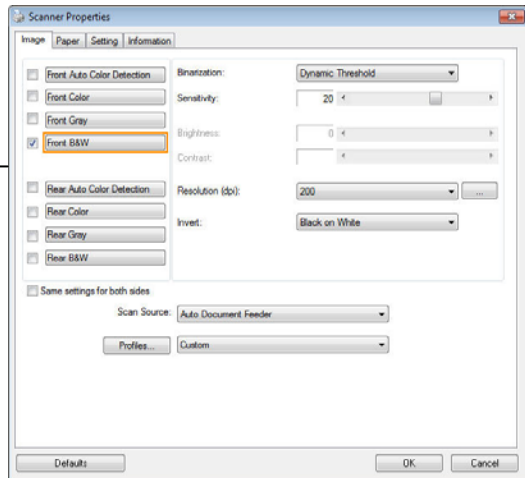 Scanner Properties
Image Paper Setting Information
Front Auto Color Detection
Front Color
Front Gray
Front B&W
Rear Auto Color Detection
Rear Color
Rear Gray
Rear B&W
Binarization: Dynamic Threshold
Sensitivity: 20
Brightness: 0
Contrast:
Resolution (dpi): 200 ...
Invert: Black on White
Same settings for both sides
Scan Source: Auto Document Feeder
Profiles... Custom
Defaults OK Cancel